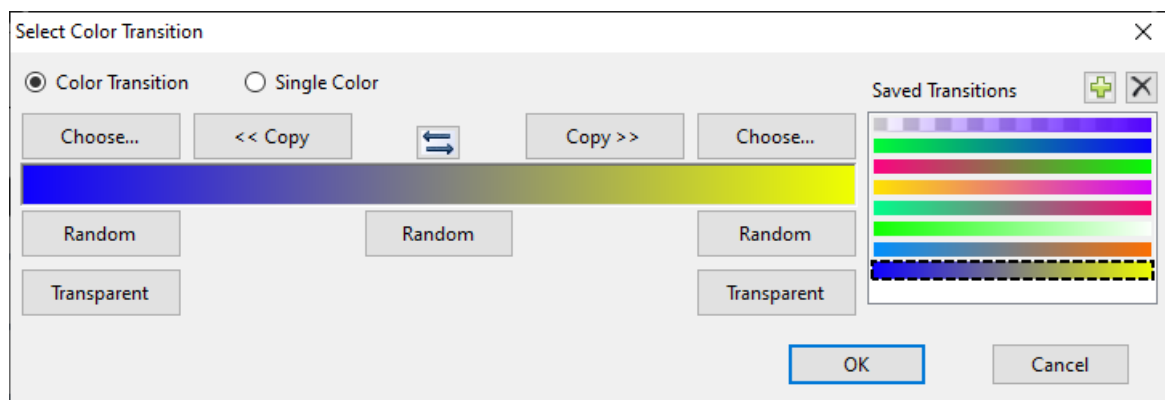 Select Color Transition
Color Transition Single Color
Saved Transitions
Choose... << Copy Copy >> Choose...
Random Random Random
Transparent Transparent
OK Cancel